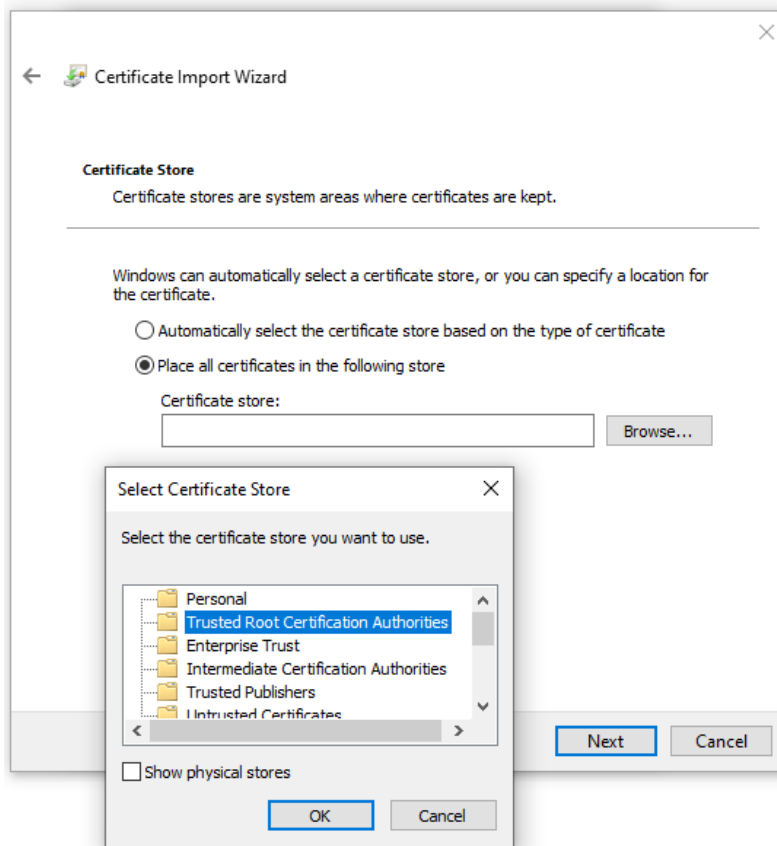 Certificate Import Wizard
Certificate Store
Certificate stores are system areas where certificates are kept.
Windows can automatically select a certificate store, or you can specify a location for
the certificate.
Automatically select the certificate store based on the type of certificate
Place all certificates in the following store
Certificate store:
Browse...
Select Certificate Store
Select the certificate store you want to use.
Personal
Trusted Root Certification Authorities
Enterprise Trust
Intermediate Certification Authorities
Trusted Publishers
Untrusted Certificates
Next Cancel
Show physical stores
OK Cancel